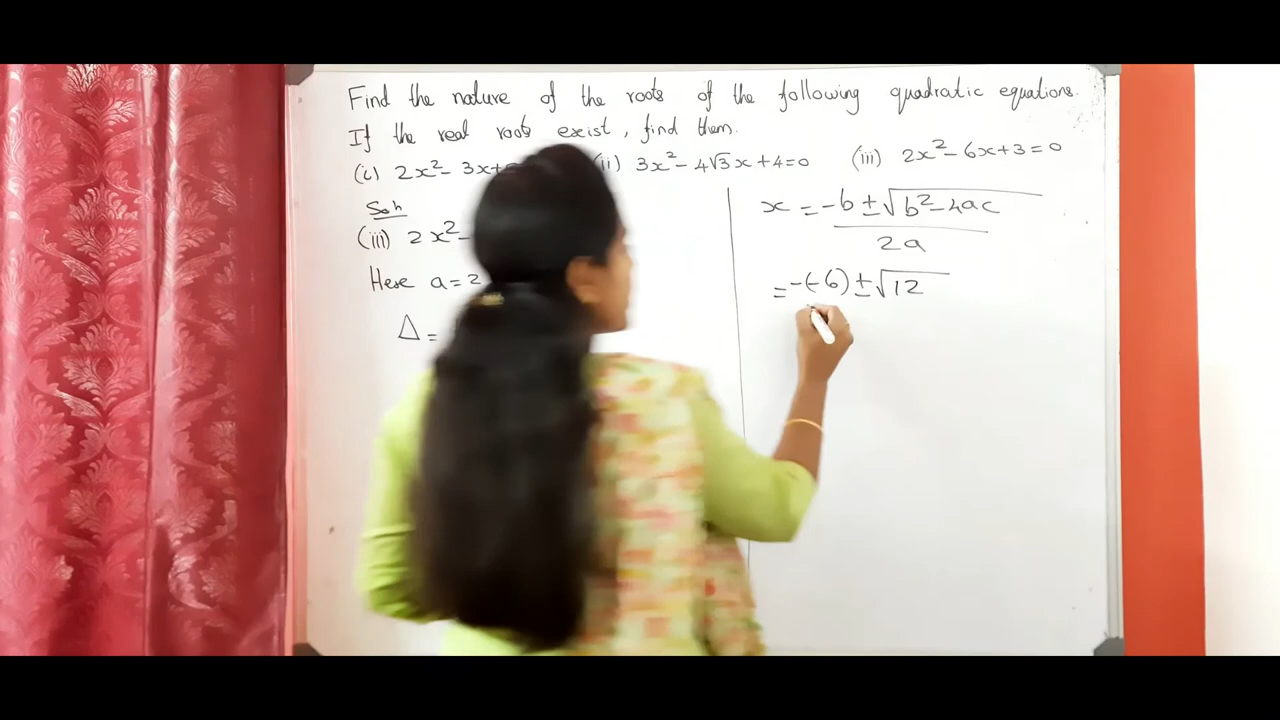 Find the nature of the roots of the following quadratic equations.
If the real roots exist, find them.
(i) 2x² - 3x+ (ii) 3x² - 4√3x + 4 = 0 (iii) 2x² - 6x + 3 = 0
Soln
(iii) 2x² -
Here a = 2
Δ =
x = -b ± √b² - 4ac
2a
= -(-6) ± √12